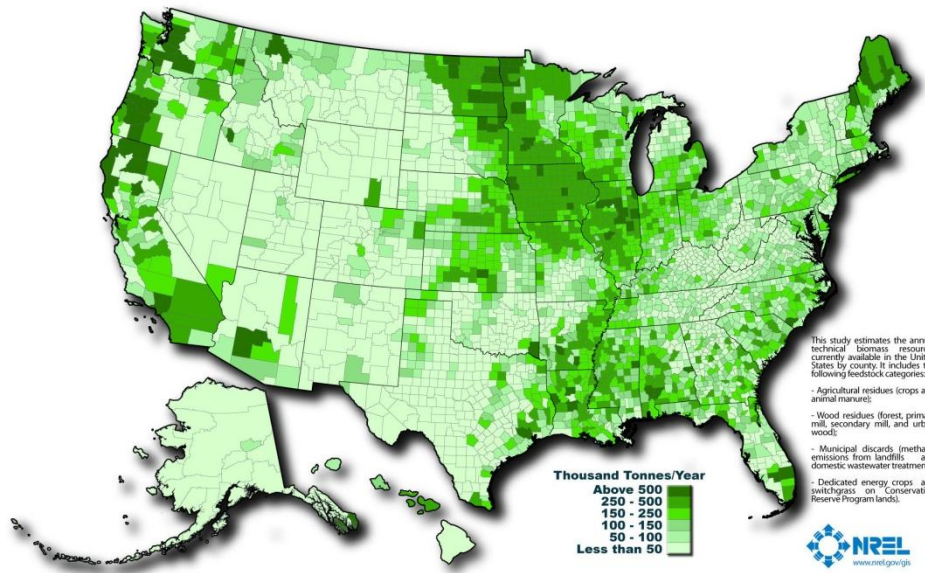 This study estimates the ann
technical biomass resour
currently available in the Unit
States by county. It includes t
following feedstock categories:
- Agricultural residues (crops a
animal manure);
- Wood residues (forest, prima
mill, secondary mill, and urb
wood);
- Municipal discards (metha
emissions from landfills a
domestic wastewater treatmen
- Dedicated energy crops a
switchgrass on Conservati
Reserve Program lands).
Thousand Tonnes/Year
Above 500
250 - 500
150 - 250
100 - 150
50 - 100
Less than 50
NREL
www.nrel.gov/gis